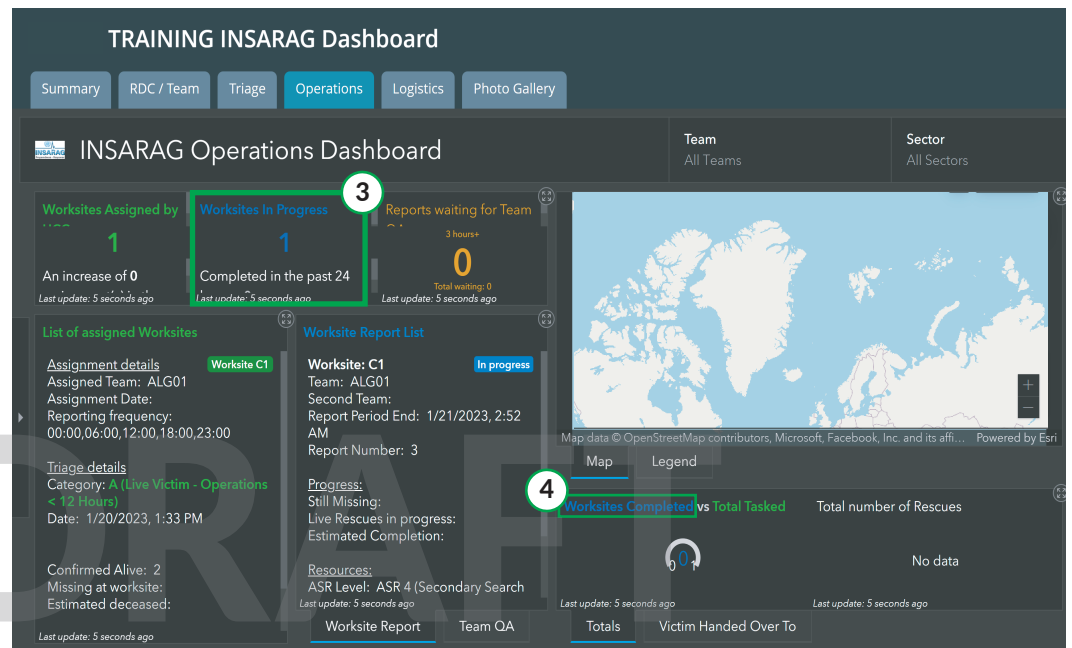 TRAINING INSARAG Dashboard
Summary
RDC / Team
Triage
Operations
Logistics
Photo Gallery
INSARAG
INSARAG Operations Dashboard
Team
All Teams
Sector
All Sectors
Worksites Assigned by
1
An increase of 0
Last update: 5 seconds ago
3
Worksites In Progress
1
Completed in the past 24
Last update: 5 seconds ago
Reports waiting for Team
3 hours+
0
Total waiting: 0
Last update: 5 seconds ago
List of assigned Worksites
Assignment details
Worksite C1
Assigned Team: ALG01
Assignment Date:
Reporting frequency:
00:00,06:00,12:00,18:00,23:00
Triage details
Category: A (Live Victim - Operations
< 12 Hours)
Date: 1/20/2023, 1:33 PM
Confirmed Alive: 2
Missing at worksite:
Estimated deceased:
Last update: 5 seconds ago
Worksite Report List
Worksite: C1
In progress
Team: ALG01
Second Team:
Report Period End: 1/21/2023, 2:52
AM
Report Number: 3
Progress:
Still Missing:
Live Rescues in progress:
Estimated Completion:
Resources:
ASR Level: ASR 4 (Secondary Search
Last update: 5 seconds ago
Worksite Report
Team QA
+
−
Map data © OpenStreetMap contributors, Microsoft, Facebook, Inc. and its affi...
Powered by Esri
Map
Legend
4
Worksites Completed vs Total Tasked
0
0
1
Last update: 5 seconds ago
Total number of Rescues
No data
Last update: 5 seconds ago
Totals
Victim Handed Over To
DRAFT